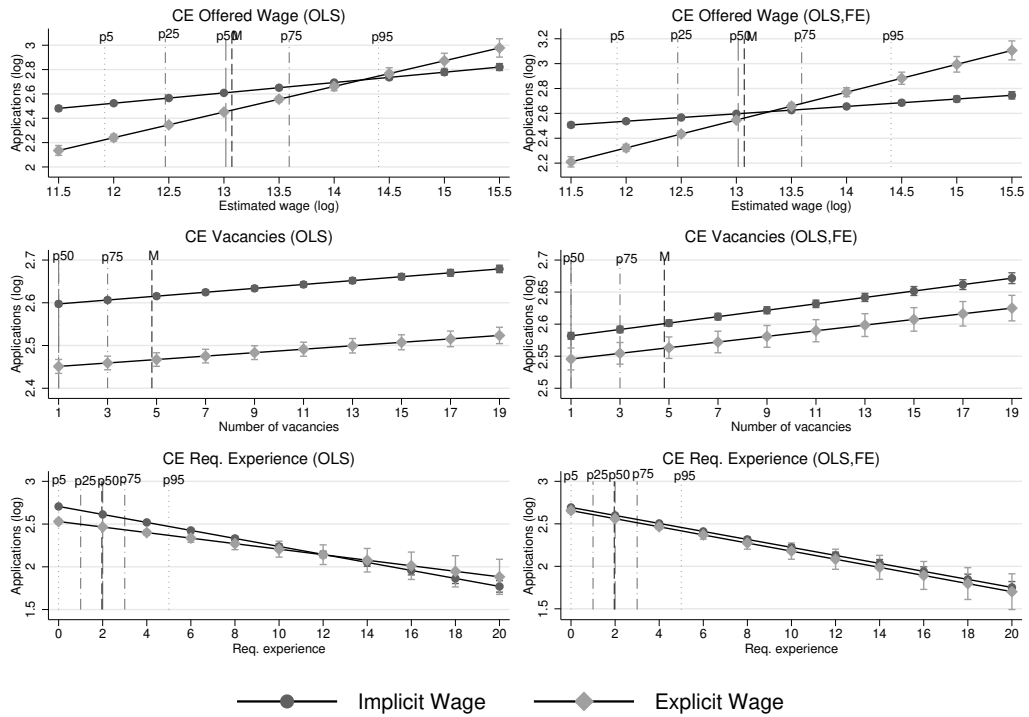 CE Offered Wage (OLS)
p5 p25 p50 M p75 p95
Applications (log)
3
2.8
2.6
2.4
2.2
2
11.5 12 12.5 13 13.5 14 14.5 15 15.5
Estimated wage (log)
CE Offered Wage (OLS,FE)
p5 p25 p50 M p75 p95
Applications (log)
3.2
3
2.8
2.6
2.4
2.2
11.5 12 12.5 13 13.5 14 14.5 15 15.5
Estimated wage (log)
CE Vacancies (OLS)
p50 p75 M
Applications (log)
2.7
2.6
2.5
2.4
1 3 5 7 9 11 13 15 17 19
Number of vacancies
CE Vacancies (OLS,FE)
p50 p75 M
Applications (log)
2.7
2.65
2.6
2.55
2.5
1 3 5 7 9 11 13 15 17 19
Number of vacancies
CE Req. Experience (OLS)
p5 p25 p50 p75 p95
Applications (log)
3
2.5
2
1.5
0 2 4 6 8 10 12 14 16 18 20
Req. experience
CE Req. Experience (OLS,FE)
p5 p25 p50 p75 p95
Applications (log)
3
2.5
2
1.5
0 2 4 6 8 10 12 14 16 18 20
Req. experience
Implicit Wage Explicit Wage